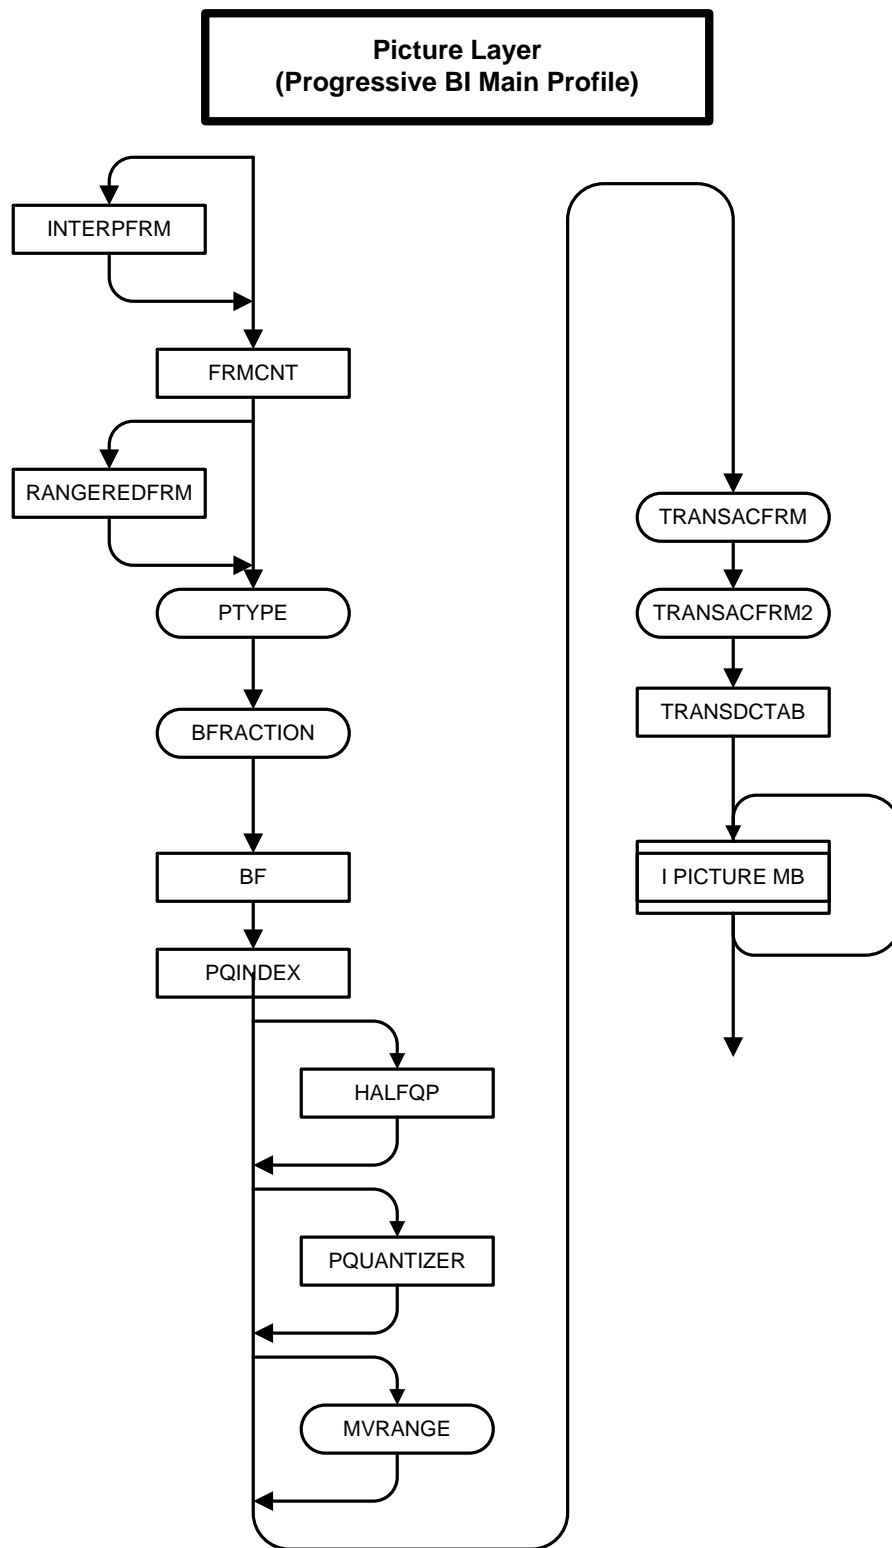 Picture Layer
(Progressive BI Main Profile)
INTERPFRM
FRMCNT
RANGEREDFRM
PTYPE
BFRACTION
BF
PQINDEX
HALFQP
PQUANTIZER
MVRANGE
TRANSACFRM
TRANSACFRM2
TRANSDCTAB
I PICTURE MB